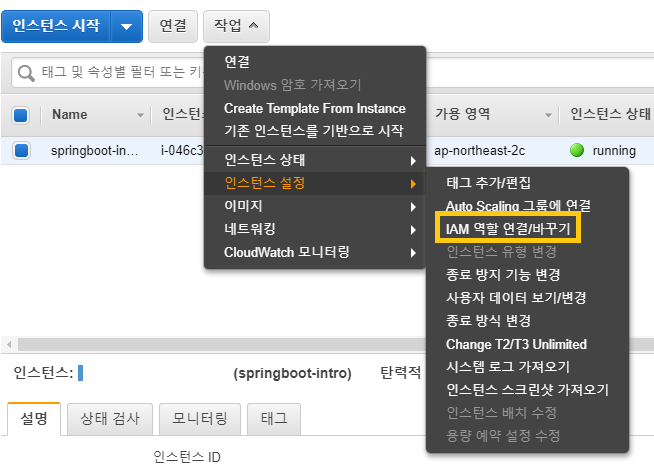 인스턴스 시작 연결 작업
태그 및 속성별 필터 또는 키
Name 인스턴 가용 영역 인스턴스 상태
springboot-in... i-046c3 ap-northeast-2c running
연결
Windows 암호 가져오기
Create Template From Instance
기존 인스턴스를 기반으로 시작
인스턴스 상태
인스턴스 설정
이미지
네트워킹
CloudWatch 모니터링
태그 추가/편집
Auto Scaling 그룹에 연결
IAM 역할 연결/바꾸기
인스턴스 유형 변경
종료 방지 기능 변경
사용자 데이터 보기/변경
종료 방식 변경
Change T2/T3 Unlimited
시스템 로그 가져오기
인스턴스 스크린샷 가져오기
인스턴스 배치 수정
용량 예약 설정 수정
인스턴스: (springboot-intro) 탄력적
설명 상태 검사 모니터링 태그
인스턴스 ID